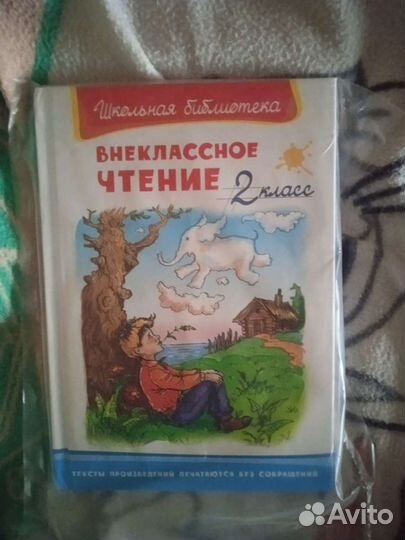 Школьная библиотека
ВНЕКЛАССНОЕ
ЧТЕНИЕ 2 класс
ТЕКСТЫ ПРОИЗВЕДЕНИЙ ПЕЧАТАЮТСЯ БЕЗ СОКРАЩЕНИЙ
Avito